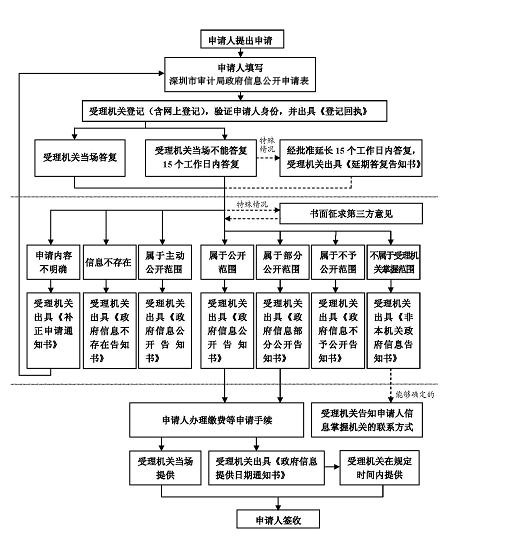 申请人提出申请
申请人填写
深圳市审计局政府信息公开申请表
受理机关登记（含网上登记），验证申请人身份，并出具《登记回执》
受理机关当场答复
受理机关当场不能答复
15个工作日内答复
特殊
情况
经批准延长15个工作日内答复，
受理机关出具《延期答复告知书》
特殊情况
书面征求第三方意见
申请内容
不明确
信息不存在
属于主动
公开范围
属于公开
范围
属于部分
公开范围
属于不予
公开范围
不属于受理机
关掌握范围
受理机关
出具《补
正申请通
知书》
受理机关
出具《政
府信息不
存在告知
书》
受理机关
出具《政
府信息公
开告知
书》
受理机关
出具《政
府信息公
开告知
书》
受理机关
出具《政
府信息部
分公开告
知书》
受理机关
出具《政
府信息不
予公开告
知书》
受理机关
出具《非
本机关政
府信息告
知书》
能够确定的
申请人办理缴费等申请手续
受理机关告知申请人信
息掌握机关的联系方式
受理机关当场
提供
受理机关出具《政府信息
提供日期通知书》
受理机关在规定
时间内提供
申请人签收